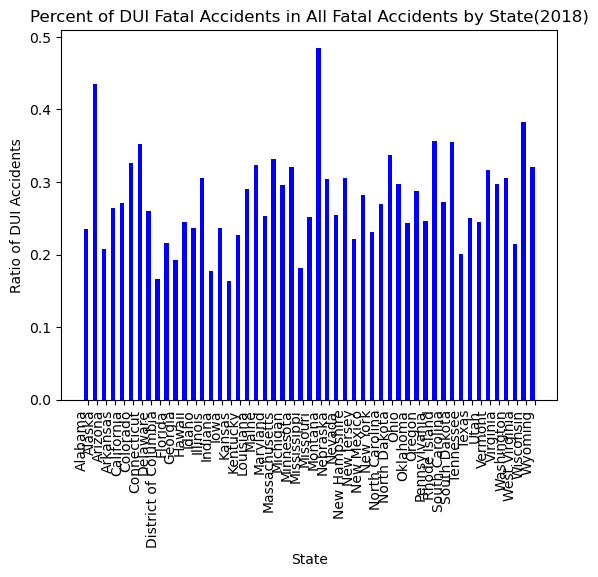 Percent of DUI Fatal Accidents in All Fatal Accidents by State(2018)
0.5
0.4
0.3
0.2
0.1
0.0
Ratio of DUI Accidents
Alabama
Alaska
Arizona
Arkansas
California
Colorado
Connecticut
Delaware
District of Columbia
Florida
Georgia
Hawaii
Idaho
Illinois
Indiana
Iowa
Kansas
Kentucky
Louisiana
Maine
Maryland
Massachusetts
Michigan
Minnesota
Mississippi
Missouri
Montana
Nebraska
Nevada
New Hampshire
New Jersey
New Mexico
New York
North Carolina
North Dakota
Ohio
Oklahoma
Oregon
Pennsylvania
Rhode Island
South Carolina
South Dakota
Tennessee
Texas
Utah
Vermont
Virginia
Washington
West Virginia
Wisconsin
Wyoming
State